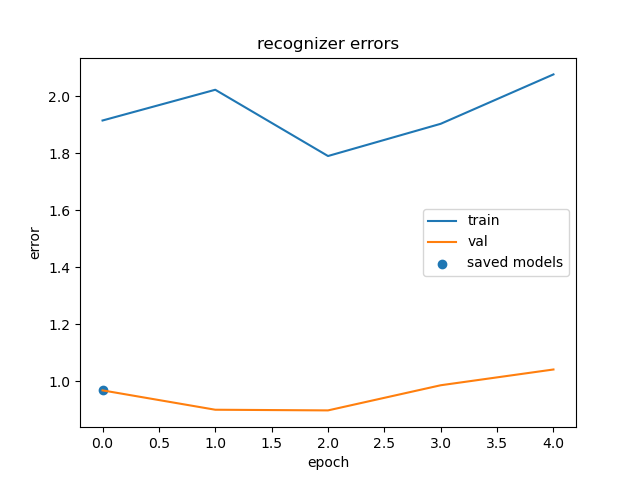 recognizer errors
2.0
1.8
1.6
1.4
1.2
1.0
error
train
val
saved models
0.0 0.5 1.0 1.5 2.0 2.5 3.0 3.5 4.0
epoch